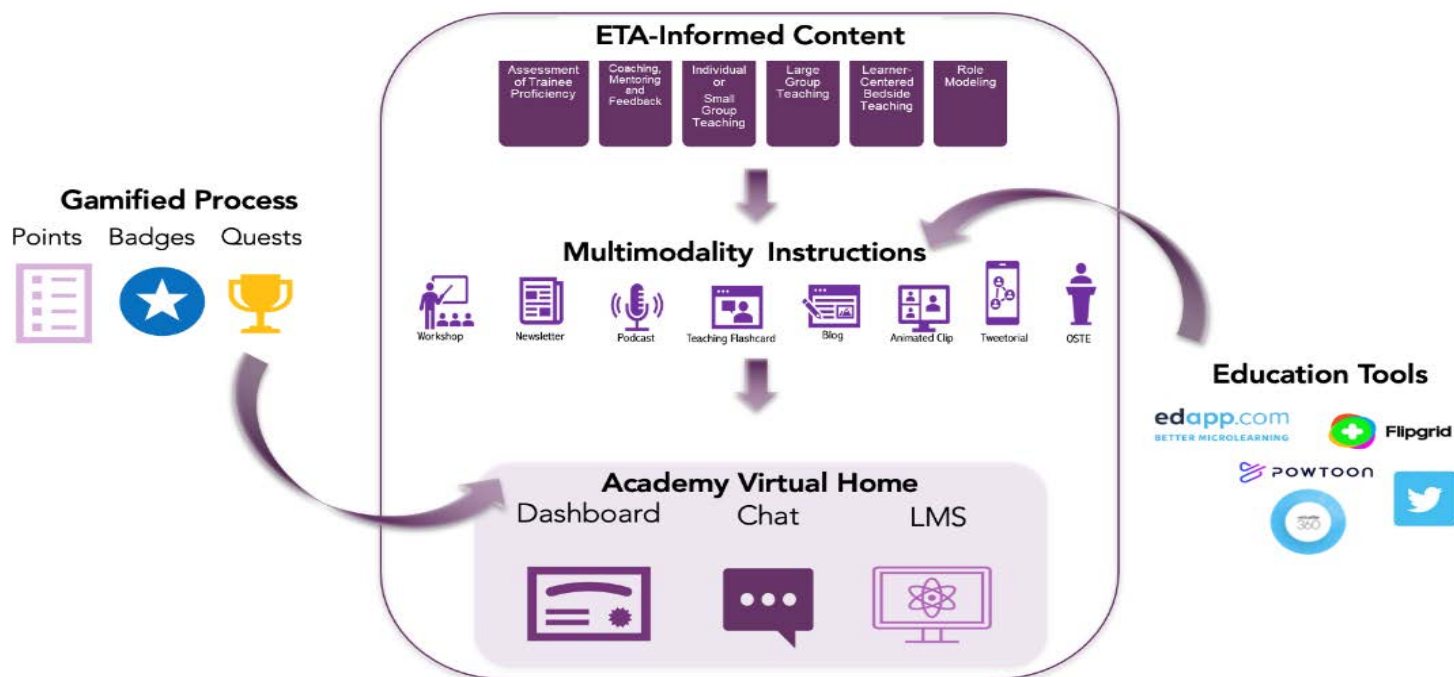 ETA-Informed Content
Assessment
of Trainee
Proficiency
Coaching,
Mentoring
and
Feedback
Individual
or
Small
Group
Teaching
Large
Group
Teaching
Learner-
Centered
Bedside
Teaching
Role
Modeling
Gamified Process
Points Badges Quests
Multimodality Instructions
Workshop
Newsletter
Podcast
Teaching Flashcard
Blog
Animated Clip
Tweetorial
OSTE
Education Tools
edapp.com
BETTER MICROLEARNING
Flipgrid
POWTOON
360
Academy Virtual Home
Dashboard Chat LMS